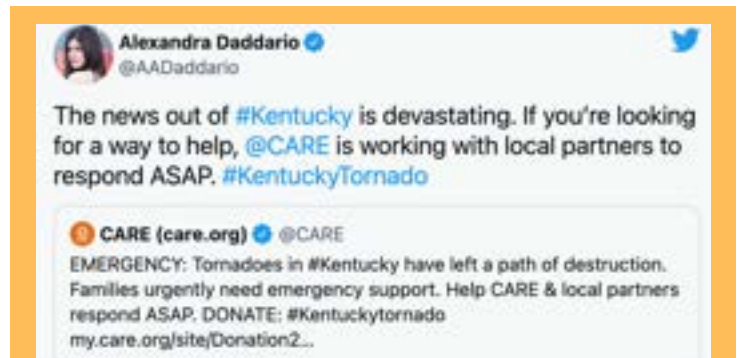 Alexandra Daddario
@AADaddario
The news out of #Kentucky is devastating. If you're looking
for a way to help, @CARE is working with local partners to
respond ASAP. #KentuckyTornado
CARE (care.org) @CARE
EMERGENCY: Tornadoes in #Kentucky have left a path of destruction.
Families urgently need emergency support. Help CARE & local partners
respond ASAP. DONATE: #Kentuckytornado
my.care.org/site/Donation2...